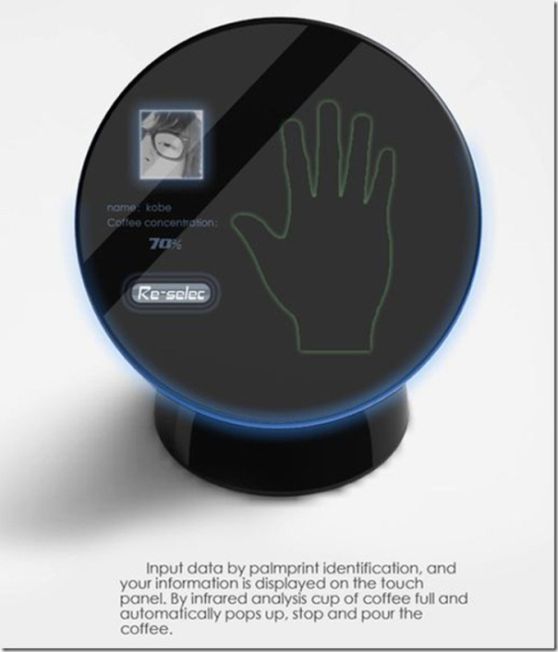 name: kobe
Coffee concentration:
70%
Re-selec
Input data by palmprint identification, and
your information is displayed on the touch
panel. By infrared analysis cup of coffee full and
automatically pops up, stop and pour the
coffee.